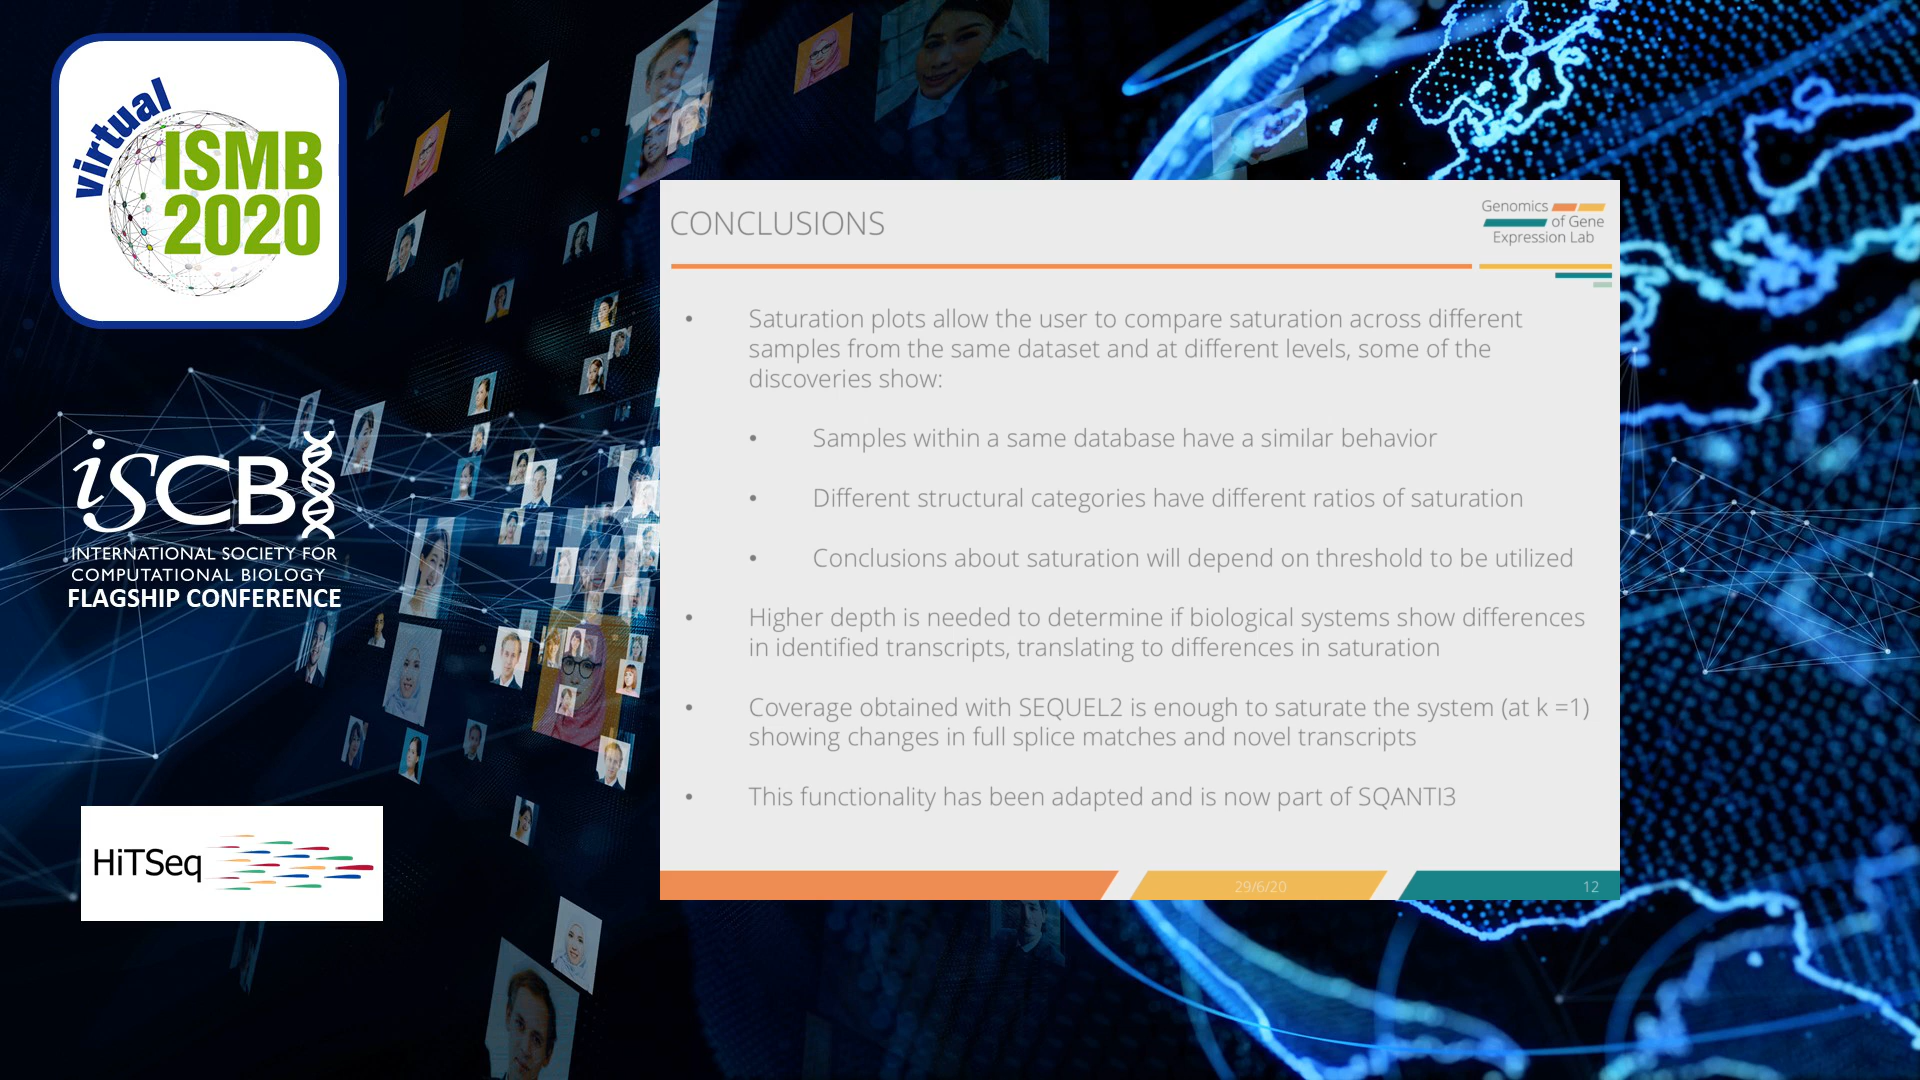 virtual
ISMB
2020
iSCB
INTERNATIONAL SOCIETY FOR
COMPUTATIONAL BIOLOGY
FLAGSHIP CONFERENCE
HiTSeq
CONCLUSIONS
Genomics
of Gene
Expression Lab
• Saturation plots allow the user to compare saturation across different
samples from the same dataset and at different levels, some of the
discoveries show:
• Samples within a same database have a similar behavior
• Different structural categories have different ratios of saturation
• Conclusions about saturation will depend on threshold to be utilized
• Higher depth is needed to determine if biological systems show differences
in identified transcripts, translating to differences in saturation
• Coverage obtained with SEQUEL2 is enough to saturate the system (at k =1)
showing changes in full splice matches and novel transcripts
• This functionality has been adapted and is now part of SQANTI3
29/6/20
12